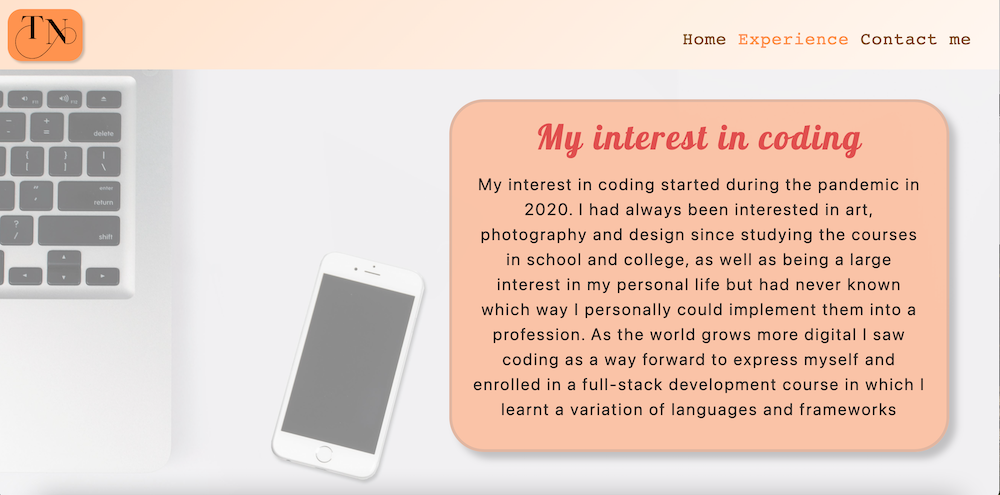 TN
Home Experience Contact me
My interest in coding
My interest in coding started during the pandemic in
2020. I had always been interested in art,
photography and design since studying the courses
in school and college, as well as being a large
interest in my personal life but had never known
which way I personally could implement them into a
profession. As the world grows more digital I saw
coding as a way forward to express myself and
enrolled in a full-stack development course in which I
learnt a variation of languages and frameworks
delete
enter
return
shift